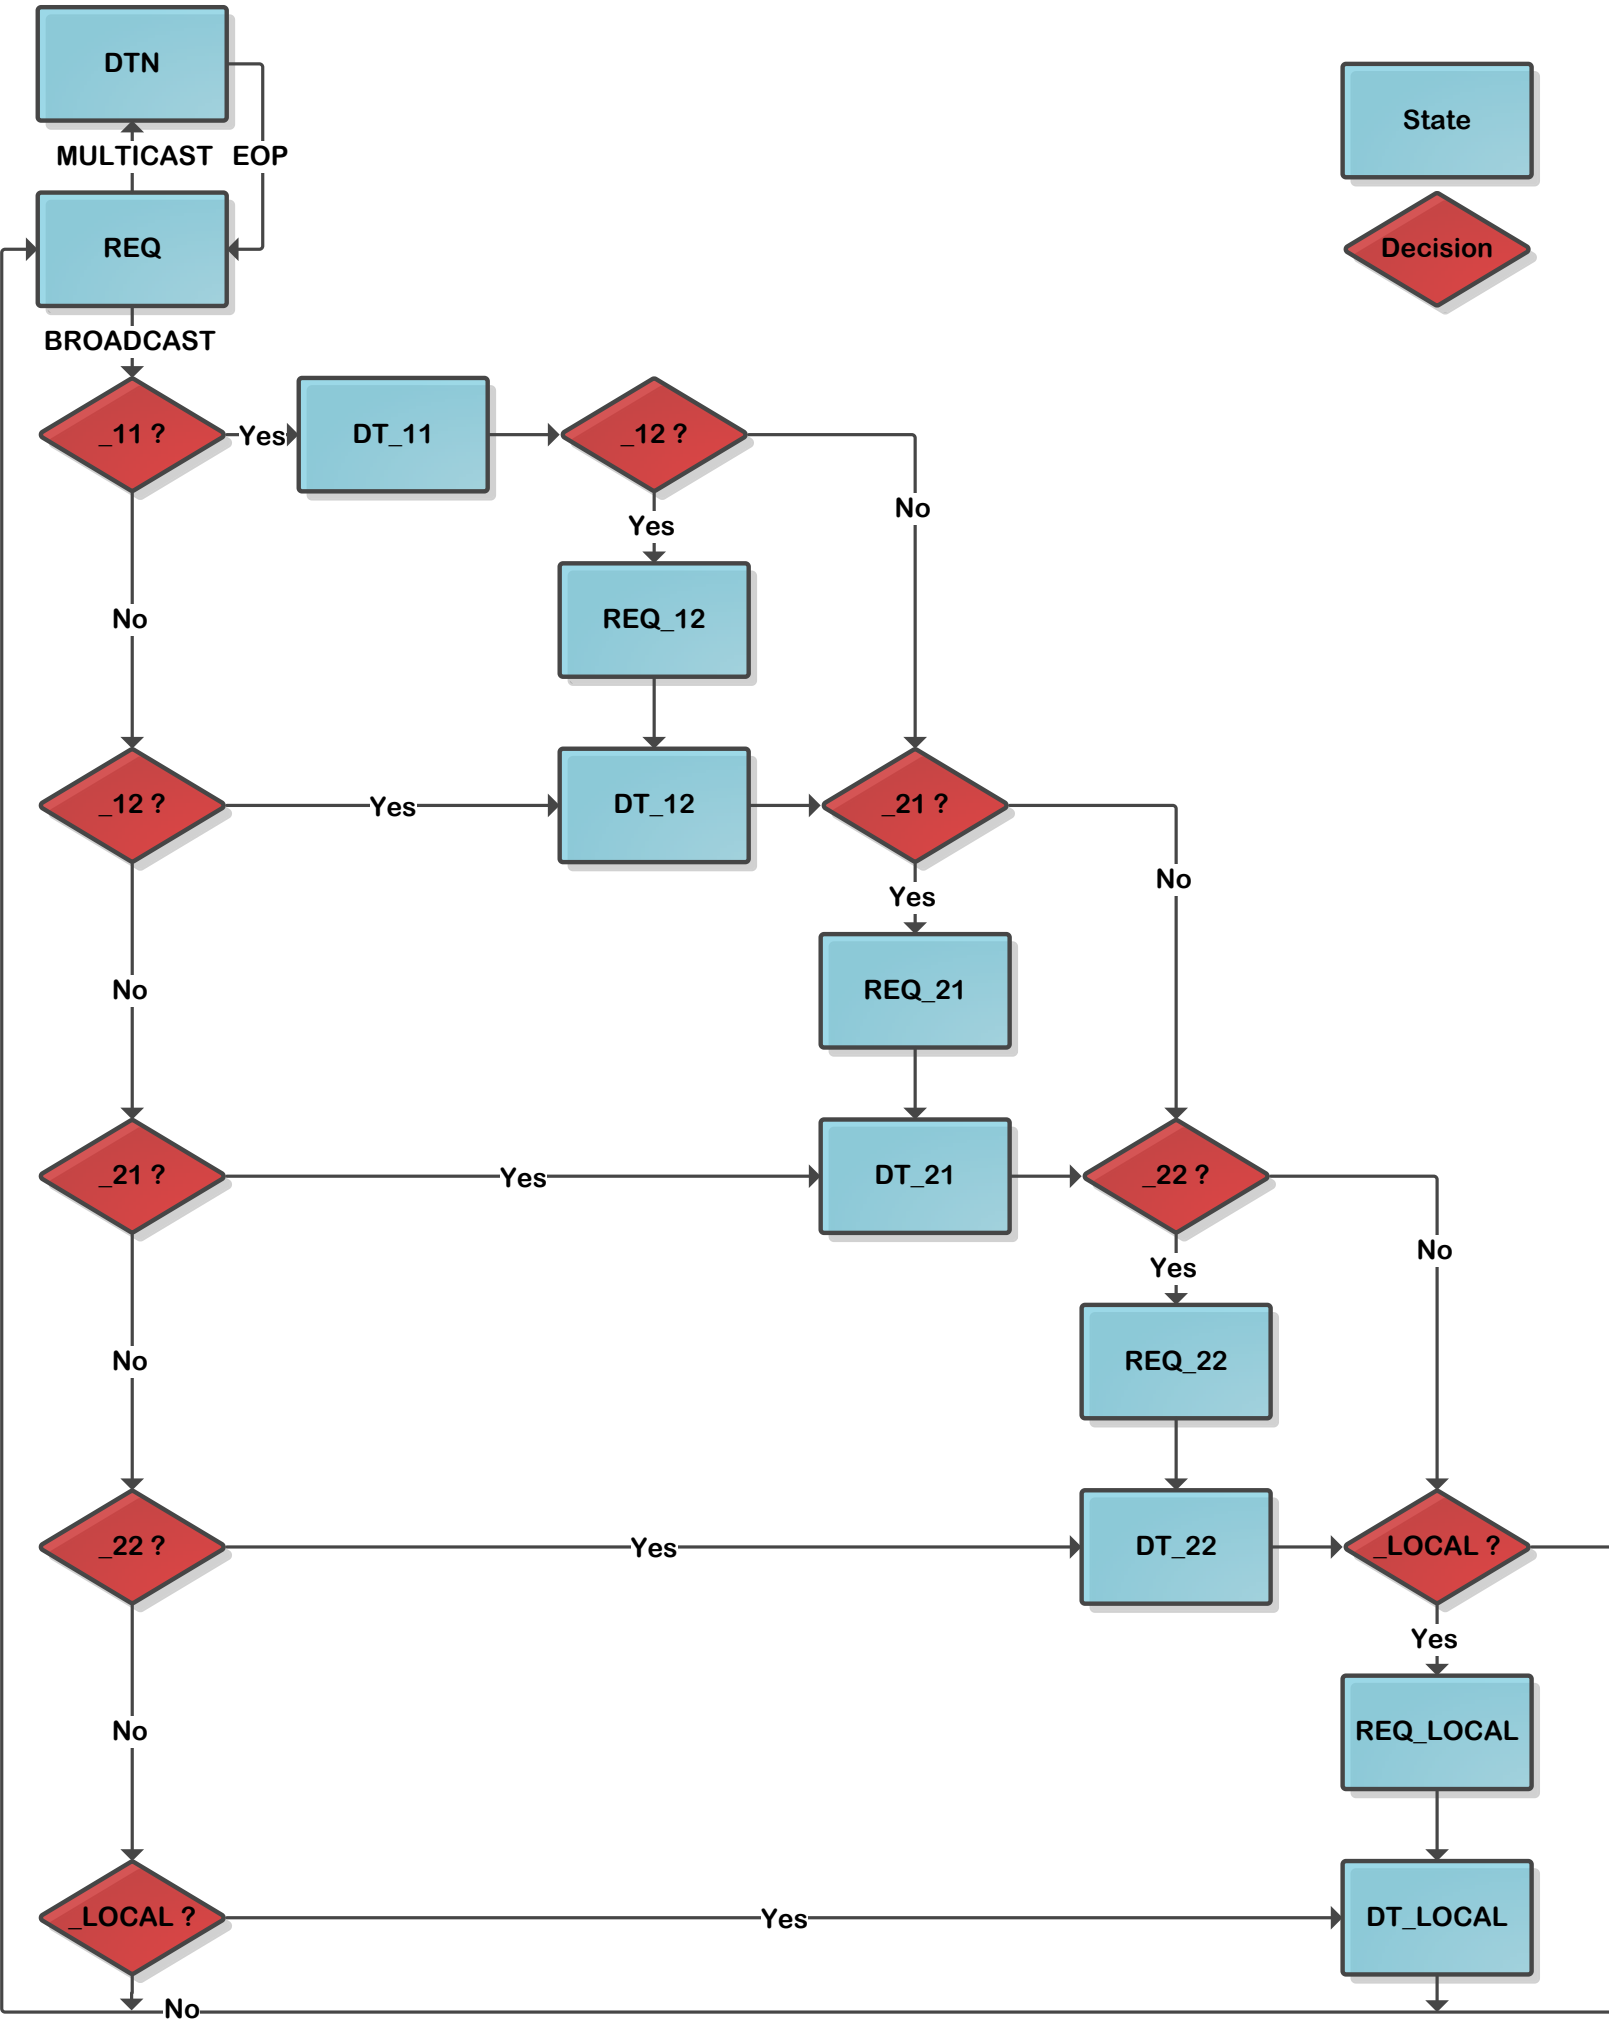 DTN
State
MULTICAST EOP
REQ
Decision
BROADCAST
_11 ?
Yes
DT_11
_12 ?
No
Yes
No
REQ_12
_12 ?
Yes
DT_12
_21 ?
No
Yes
No
REQ_21
_21 ?
Yes
DT_21
_22 ?
No
Yes
No
REQ_22
_22 ?
Yes
DT_22
_LOCAL ?
Yes
No
REQ_LOCAL
_LOCAL ?
Yes
DT_LOCAL
No